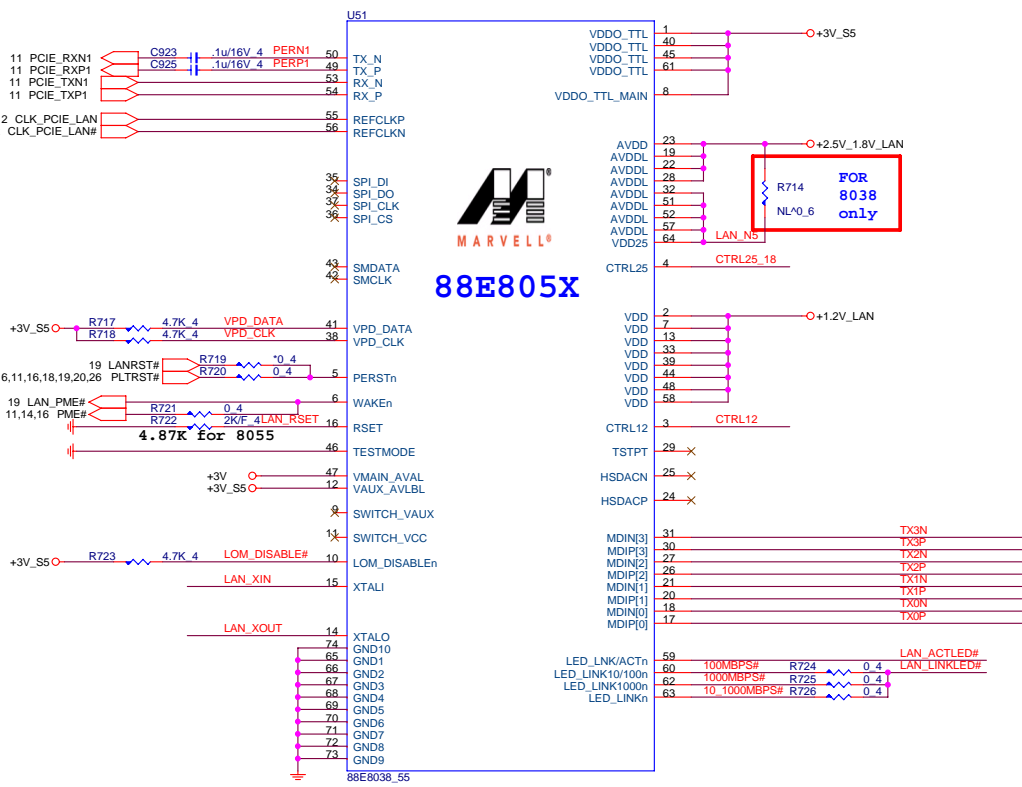 U51
11 PCIE_RXN1 C923 .1u/16V_4 PERN1 50 TX_N
11 PCIE_RXP1 C925 .1u/16V_4 PERP1 49 TX_P
11 PCIE_TXN1 53 RX_N
11 PCIE_TXP1 54 RX_P
2 CLK_PCIE_LAN 55 REFCLKP
CLK_PCIE_LAN# 56 REFCLKN
35 SPI_DI
34 SPI_DO
37 SPI_CLK
36 SPI_CS
43 SMDATA
42 SMCLK
+3V_S5 R717 4.7K_4 VPD_DATA 41 VPD_DATA
R718 4.7K_4 VPD_CLK 38 VPD_CLK
19 LANRST# R719 *0_4
6,11,16,18,19,20,26 PLTRST# R720 0_4 5 PERSTn
19 LAN_PME# 6 WAKEn
11,14,16 PME# R721 0_4
R722 2K/F_4 LAN_RSET 16 RSET
4.87K for 8055
46 TESTMODE
+3V 47 VMAIN_AVAL
+3V_S5 12 VAUX_AVLBL
9 SWITCH_VAUX
11 SWITCH_VCC
+3V_S5 R723 4.7K_4 LOM_DISABLE# 10 LOM_DISABLEn
LAN_XIN 15 XTALI
LAN_XOUT 14 XTALO
74 GND10
65 GND1
66 GND2
67 GND3
68 GND4
69 GND5
70 GND6
71 GND7
72 GND8
73 GND9
88E8038_55
MARVELL®
®
88E805X
VDDO_TTL 1 +3V_S5
VDDO_TTL 40
VDDO_TTL 45
VDDO_TTL 61
VDDO_TTL_MAIN 8
AVDD 23 +2.5V_1.8V_LAN
AVDDL 19
AVDDL 22
AVDDL 28
AVDDL 32
AVDDL 51
AVDDL 52
AVDDL 57
VDD25 64 LAN_N5
R714
NL^0_6
FOR
8038
only
CTRL25 4 CTRL25_18
VDD 2 +1.2V_LAN
VDD 7
VDD 13
VDD 33
VDD 39
VDD 44
VDD 48
VDD 58
CTRL12 3 CTRL12
TSTPT 29
HSDACN 25
HSDACP 24
MDIN[3] 31 TX3N
MDIP[3] 30 TX3P
MDIN[2] 27 TX2N
MDIP[2] 26 TX2P
MDIN[1] 21 TX1N
MDIP[1] 20 TX1P
MDIN[0] 18 TX0N
MDIP[0] 17 TX0P
LED_LNK/ACTn 59 LAN_ACTLED#
LED_LINK10/100n 60 100MBPS# R724 0_4 LAN_LINKLED#
LED_LINK1000n 62 1000MBPS# R725 0_4
LED_LINKn 63 10_1000MBPS# R726 0_4